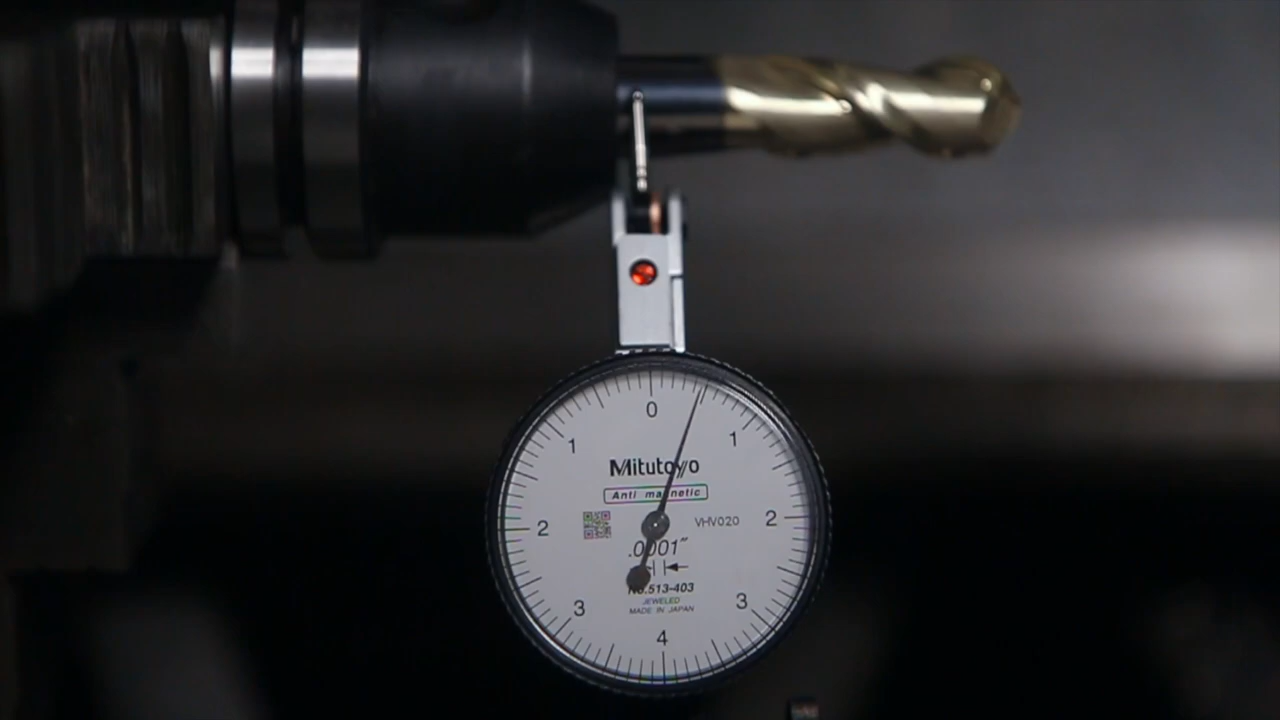 0
1 1
Mitutoyo
Anti magnetic
2 VHV020 2
.0001"
No.513-403
JEWELED
MADE IN JAPAN
3 3
4